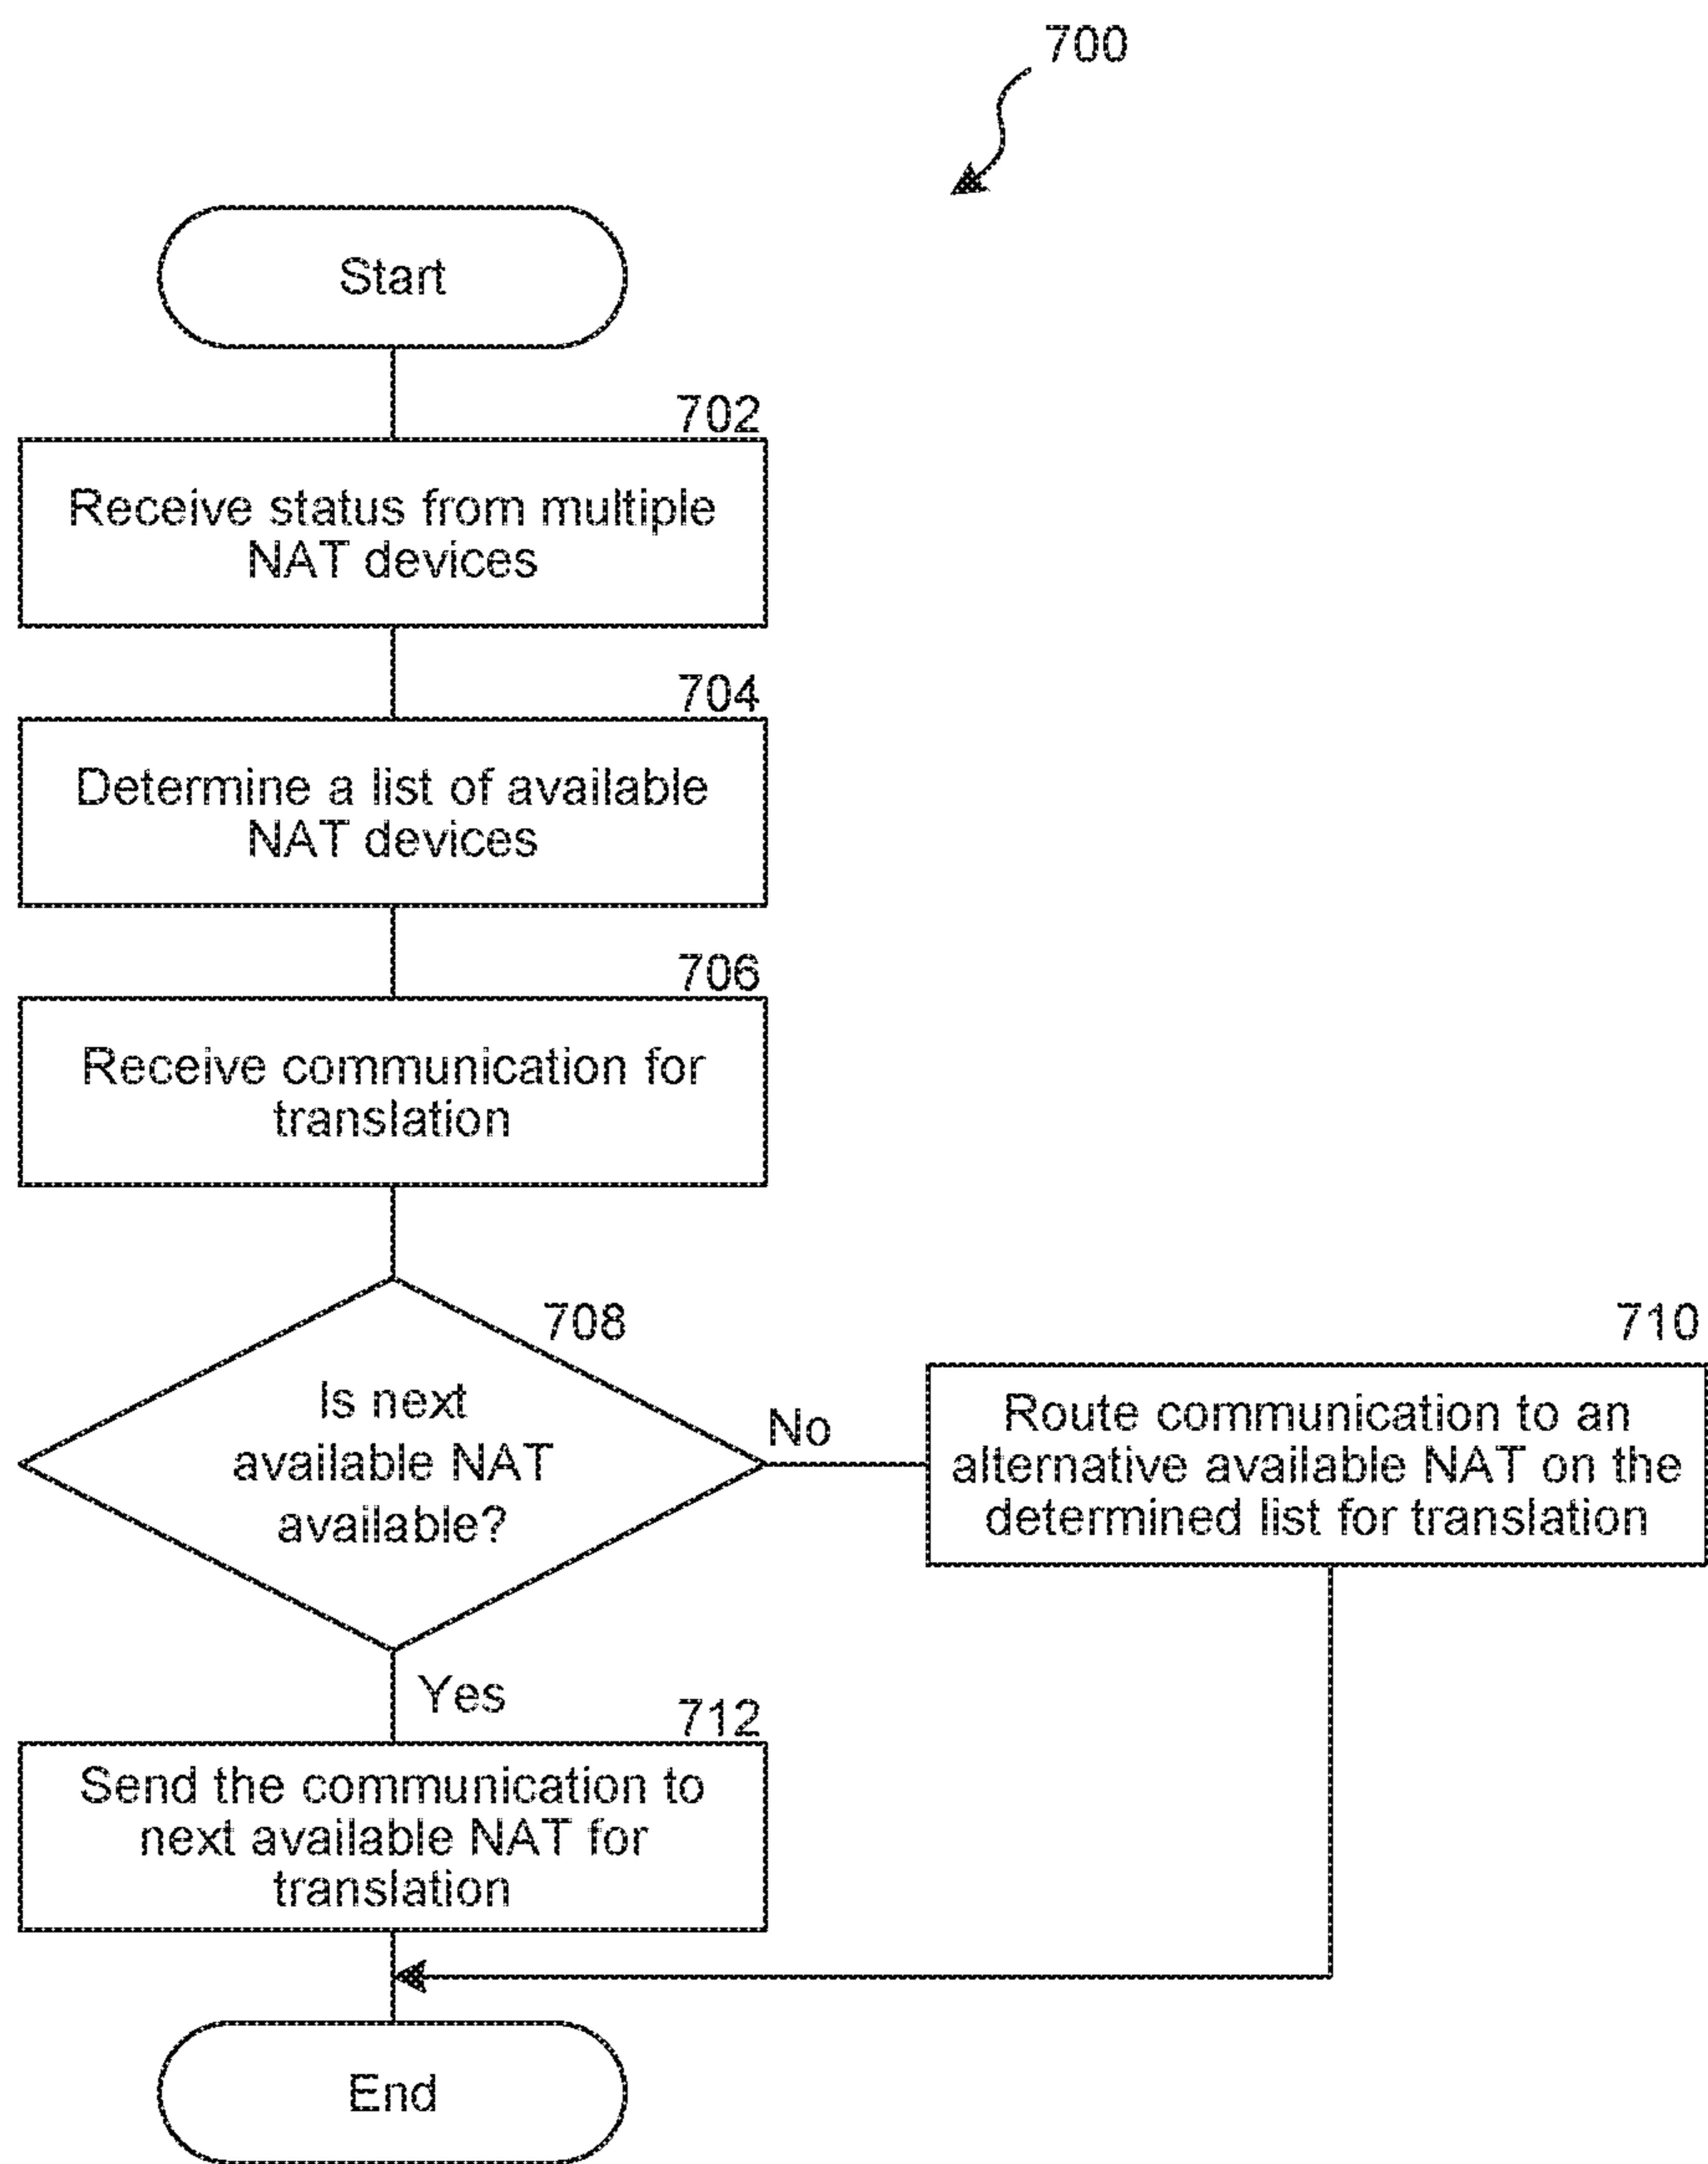 700
Start
702
Receive status from multiple
NAT devices
704
Determine a list of available
NAT devices
706
Receive communication for
translation
708
Is next
available NAT
available?
No
710
Route communication to an
alternative available NAT on the
determined list for translation
Yes
712
Send the communication to
next available NAT for
translation
End